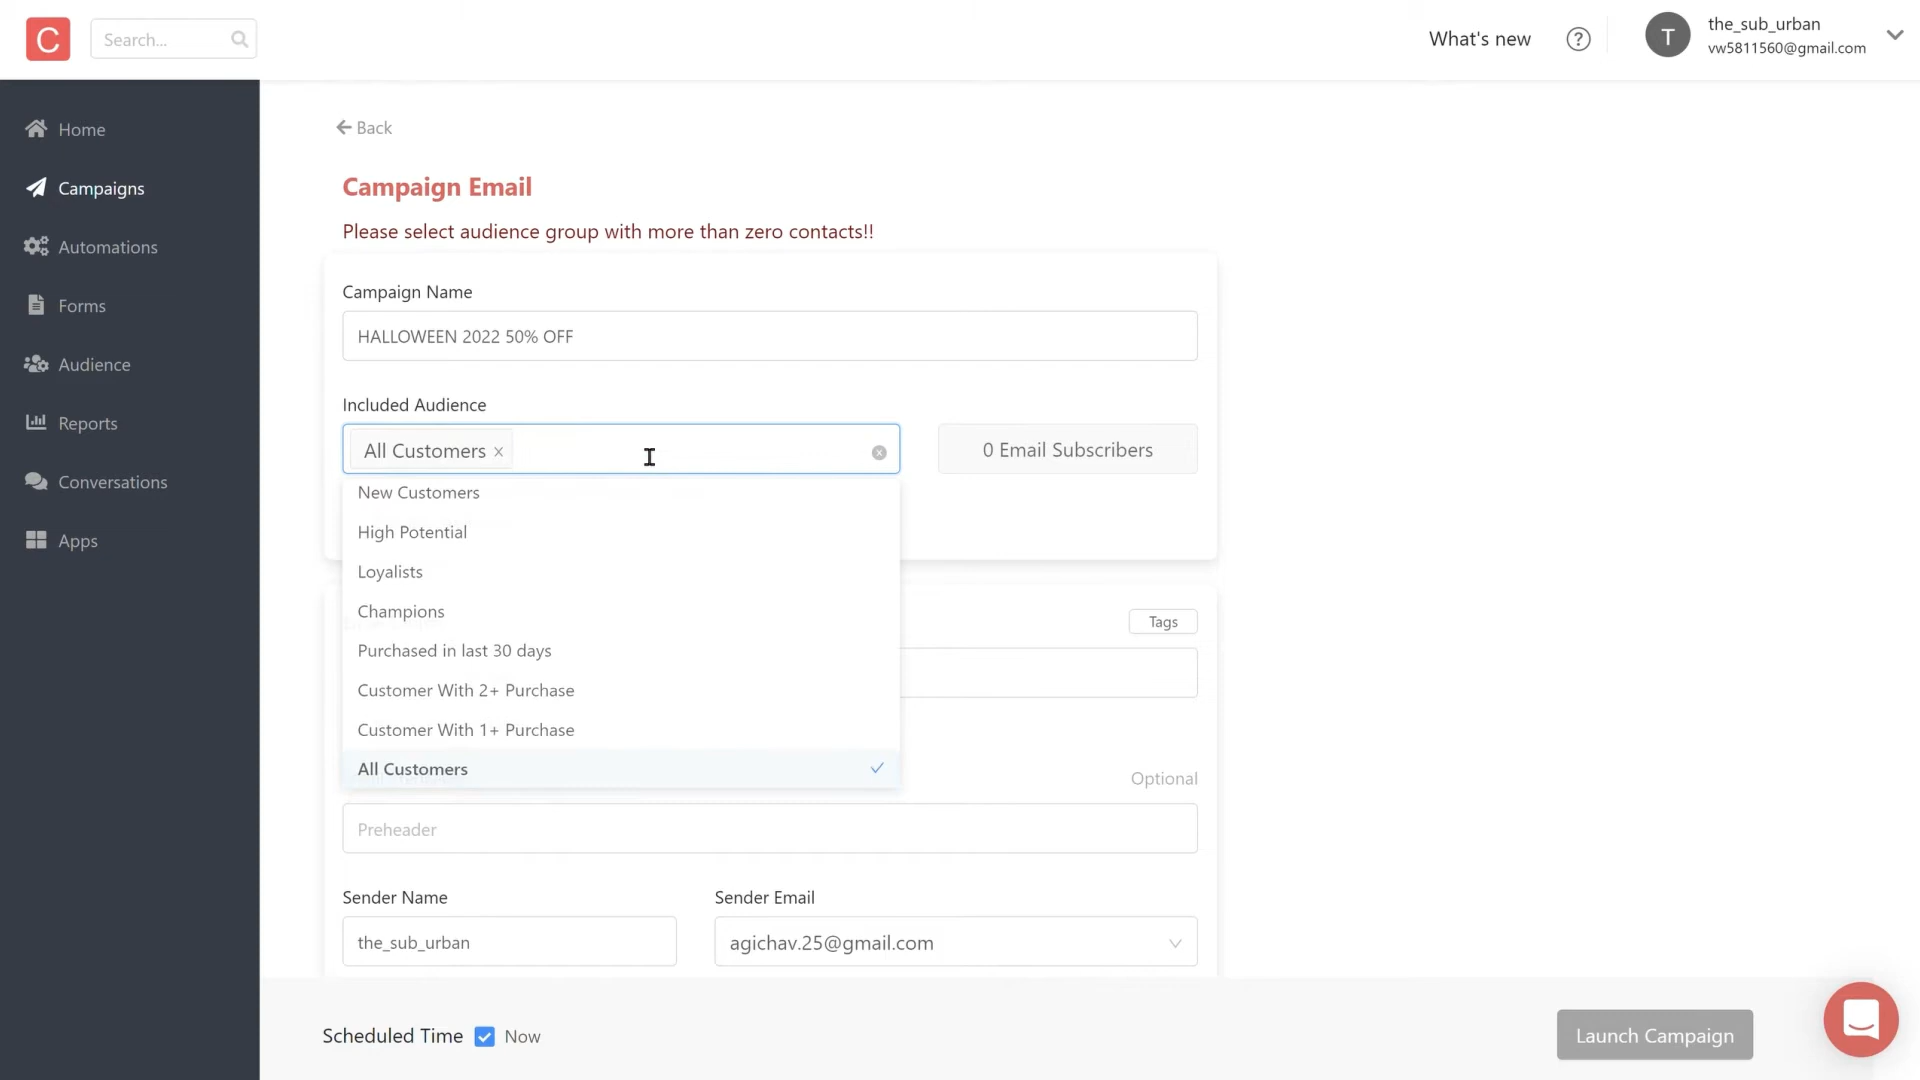 C
Search...
What's new
?
T
the_sub_urban
vw5811560@gmail.com
Home
Campaigns
Automations
Forms
Audience
Reports
Conversations
Apps
Back
Campaign Email
Please select audience group with more than zero contacts!!
Campaign Name
HALLOWEEN 2022 50% OFF
Included Audience
All Customers
0 Email Subscribers
New Customers
High Potential
Loyalists
Champions
Purchased in last 30 days
Customer With 2+ Purchase
Customer With 1+ Purchase
All Customers
Tags
Optional
Preheader
Sender Name
Sender Email
the_sub_urban
agichav.25@gmail.com
Scheduled Time
Now
Launch Campaign